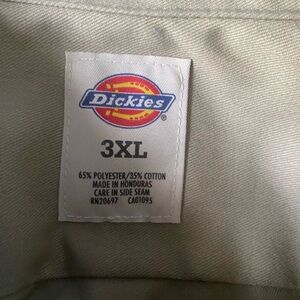 Dickies
®
3XL
65% POLYESTER/35% COTTON
MADE IN HONDURAS
CARE IN SIDE SEAM
RN20697 CA01095